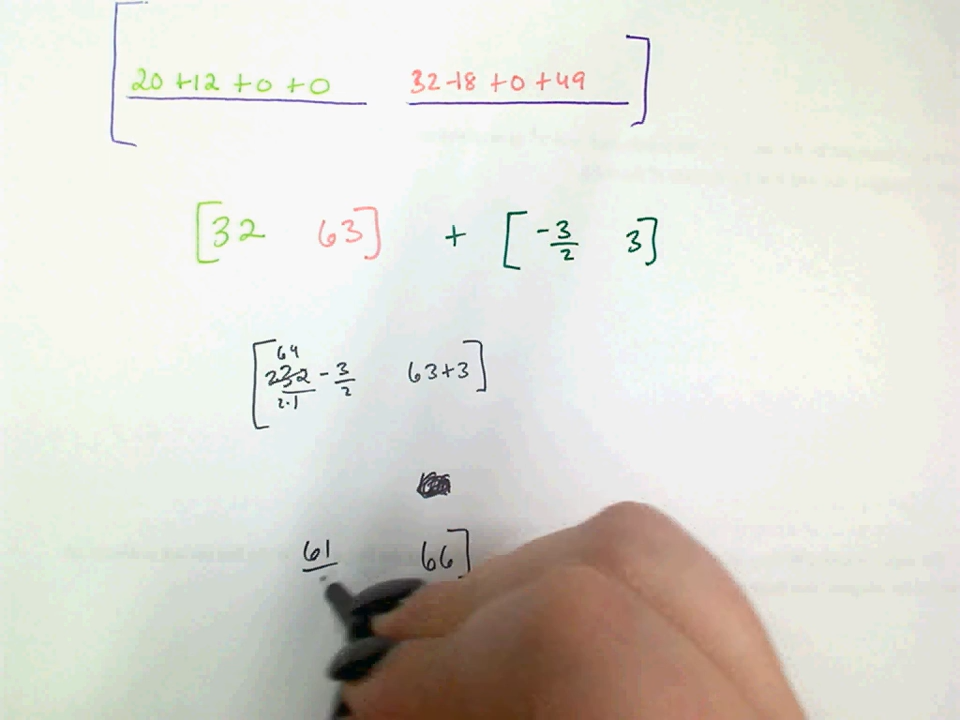 [ 20 +12 +0 +0 32 -18 +0 +49 ]
[32 63] + [-3/2 3]
64
[ 2·32/2·1 - 3/2 63+3 ]
61 66]